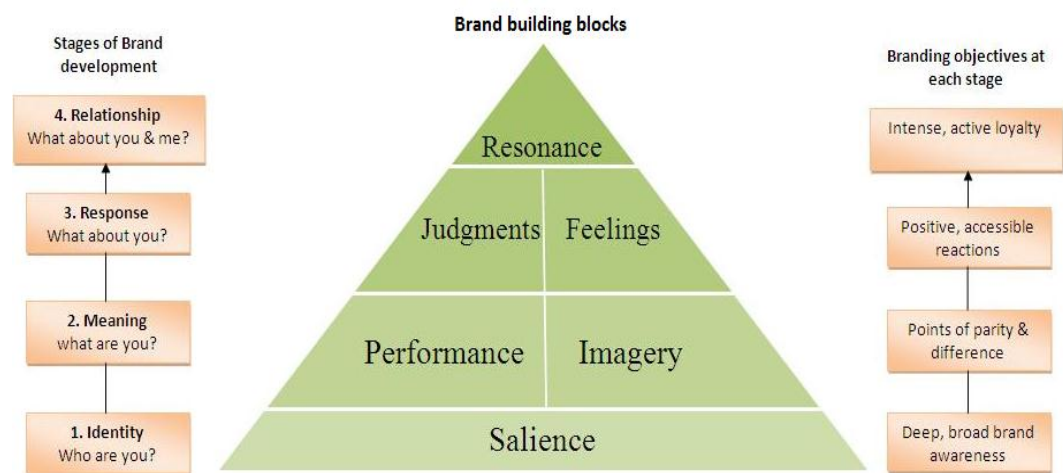 Brand building blocks
Stages of Brand
development
4. Relationship
What about you & me?
3. Response
What about you?
2. Meaning
what are you?
1. Identity
Who are you?
Resonance
Judgments
Feelings
Performance
Imagery
Salience
Branding objectives at
each stage
Intense, active loyalty
Positive, accessible
reactions
Points of parity &
difference
Deep, broad brand
awareness